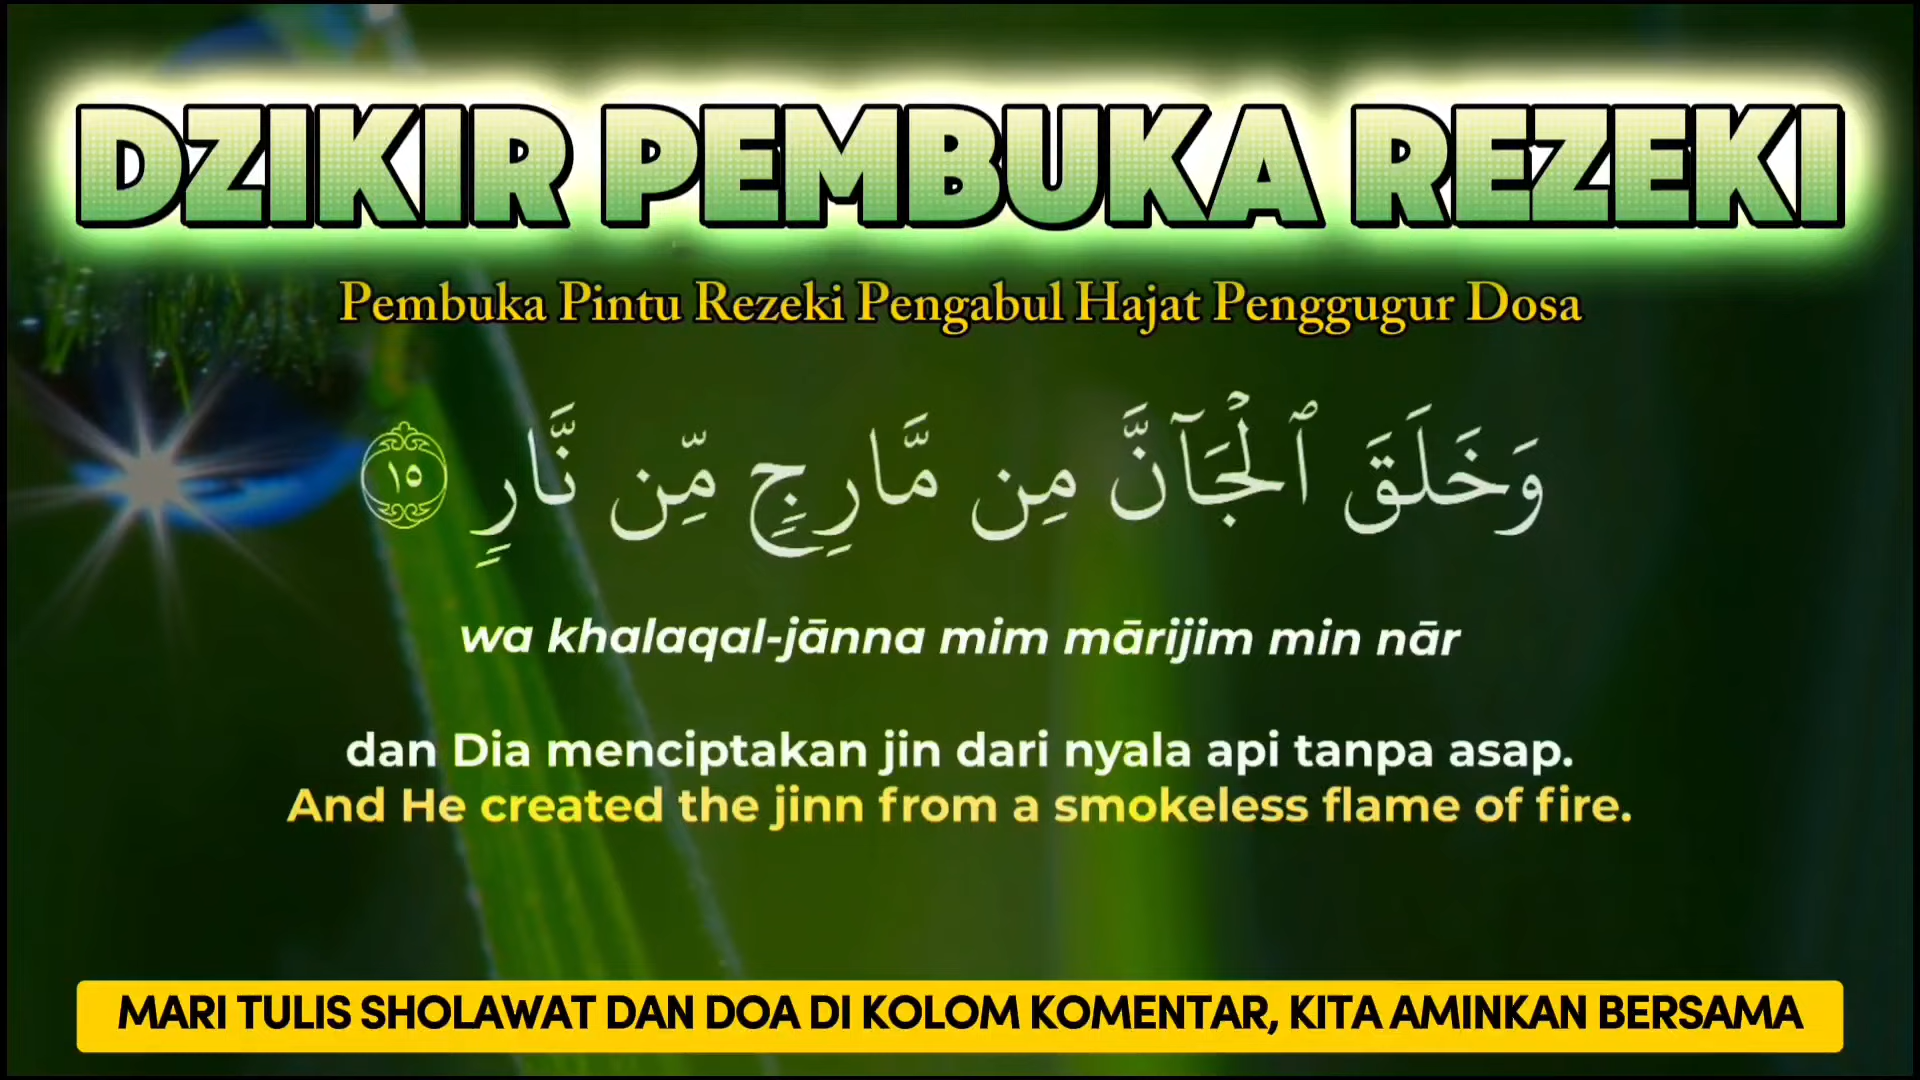 DZIKIR PEMBUKA REZEKI
Pembuka Pintu Rezeki Pengabul Hajat Penggugur Dosa
وَخَلَقَ ٱلْجَآنَّ مِن مَّارِجٍ مِّن نَّارٍ ١٥
wa khalaqal-jānna mim mārijim min nār
dan Dia menciptakan jin dari nyala api tanpa asap.
And He created the jinn from a smokeless flame of fire.
MARI TULIS SHOLAWAT DAN DOA DI KOLOM KOMENTAR, KITA AMINKAN BERSAMA